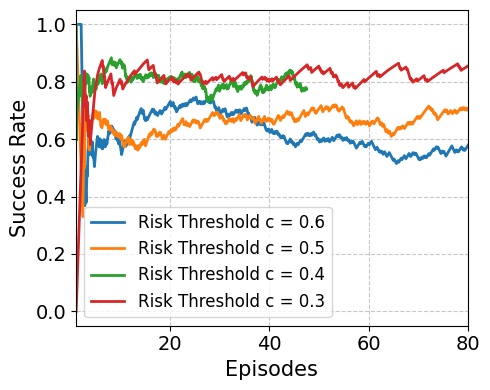 Success Rate
1.0
0.8
0.6
0.4
0.2
0.0
Risk Threshold c = 0.6
Risk Threshold c = 0.5
Risk Threshold c = 0.4
Risk Threshold c = 0.3
20
40
60
80
Episodes